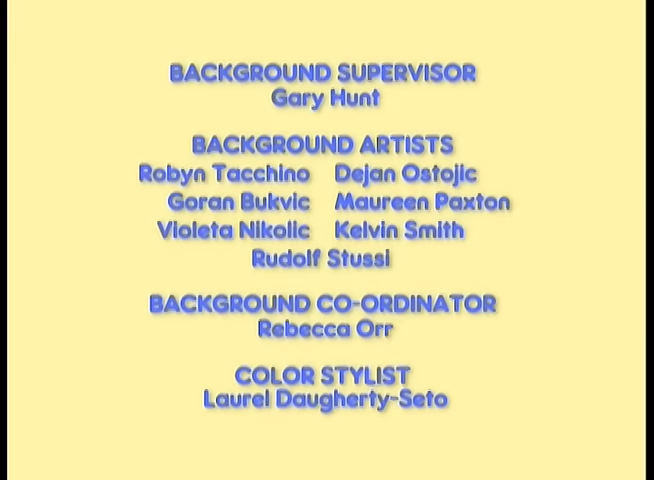 BACKGROUND SUPERVISOR
Gary Hunt
BACKGROUND ARTISTS
Robyn Tacchino Dejan Ostojic
Goran Bukvic Maureen Paxton
Violeta Nikolic Kelvin Smith
Rudolf Stussi
BACKGROUND CO-ORDINATOR
Rebecca Orr
COLOR STYLIST
Laurel Daugherty-Seto